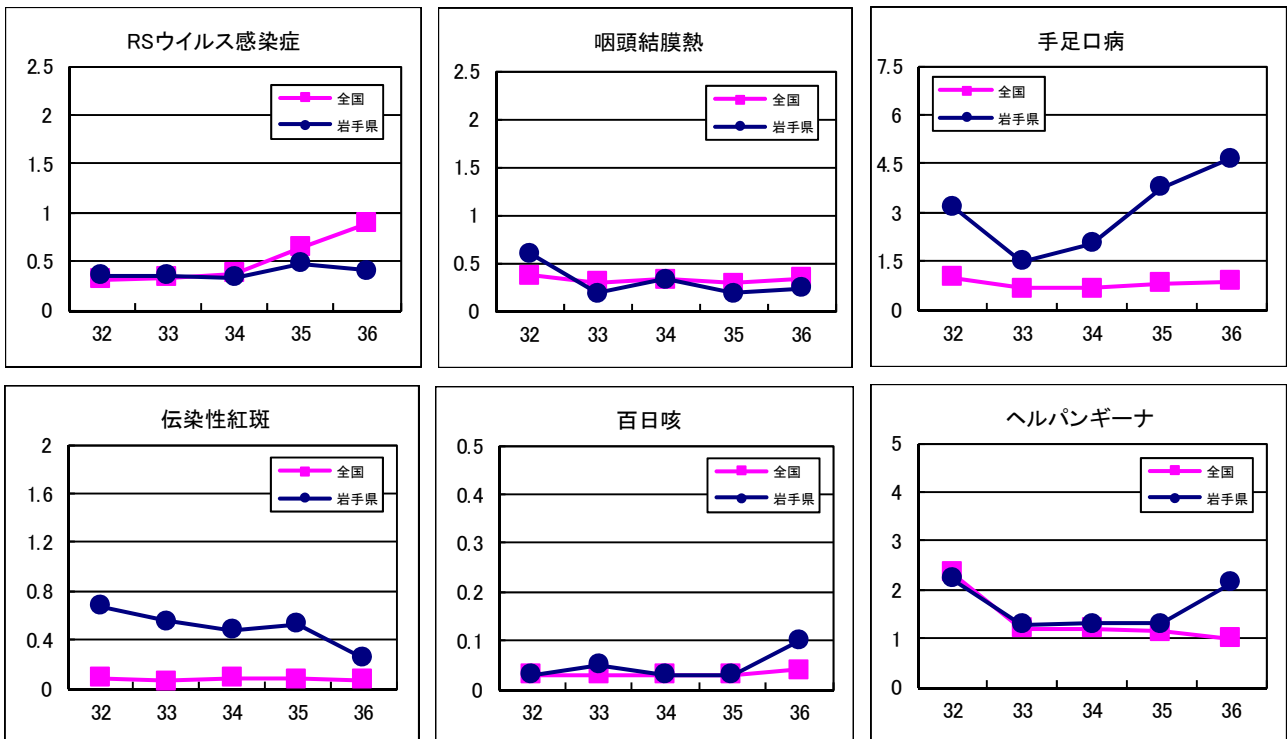 RSウイルス感染症
2.5
2
1.5
1
0.5
0
全国
岩手県
32 33 34 35 36
咽頭結膜熱
2.5
2
1.5
1
0.5
0
全国
岩手県
32 33 34 35 36
手足口病
7.5
6
4.5
3
1.5
0
全国
岩手県
32 33 34 35 36
伝染性紅斑
2
1.6
1.2
0.8
0.4
0
全国
岩手県
32 33 34 35 36
百日咳
0.5
0.4
0.3
0.2
0.1
0
全国
岩手県
32 33 34 35 36
ヘルパンギーナ
5
4
3
2
1
0
全国
岩手県
32 33 34 35 36